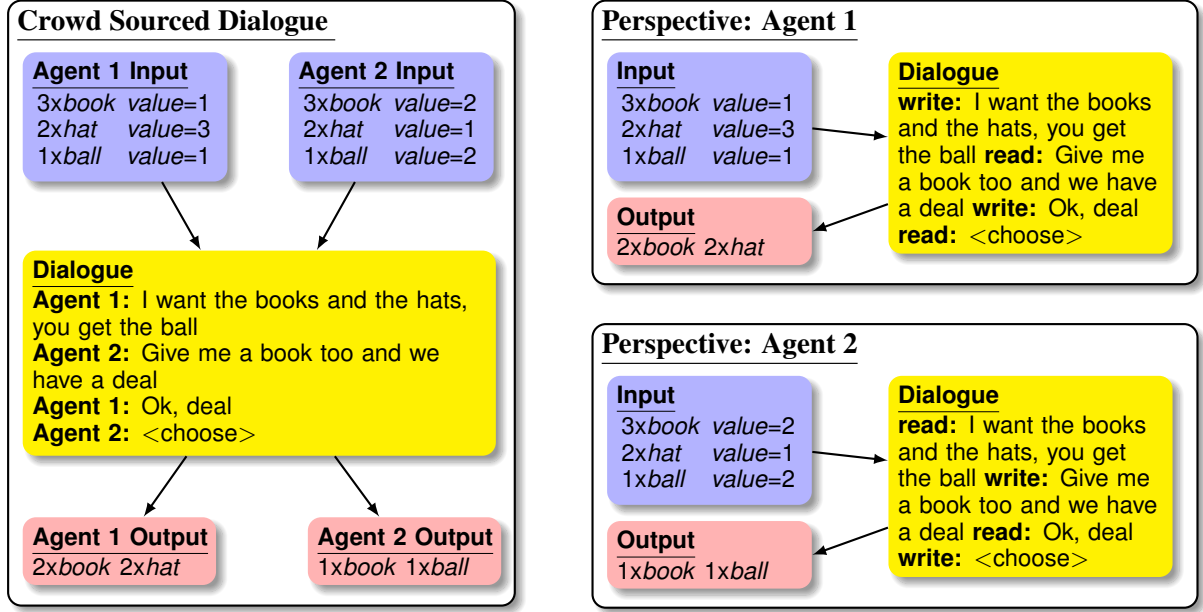 Crowd Sourced Dialogue
Agent 1 Input
3xbook value=1
2xhat value=3
1xball value=1
Agent 2 Input
3xbook value=2
2xhat value=1
1xball value=2
Dialogue
Agent 1: I want the books and the hats,
you get the ball
Agent 2: Give me a book too and we
have a deal
Agent 1: Ok, deal
Agent 2: <choose>
Agent 1 Output
2xbook 2xhat
Agent 2 Output
1xbook 1xball
Perspective: Agent 1
Input
3xbook value=1
2xhat value=3
1xball value=1
Output
2xbook 2xhat
Dialogue
write: I want the books
and the hats, you get
the ball read: Give me
a book too and we have
a deal write: Ok, deal
read: <choose>
Perspective: Agent 2
Input
3xbook value=2
2xhat value=1
1xball value=2
Output
1xbook 1xball
Dialogue
read: I want the books
and the hats, you get
the ball write: Give me
a book too and we have
a deal read: Ok, deal
write: <choose>